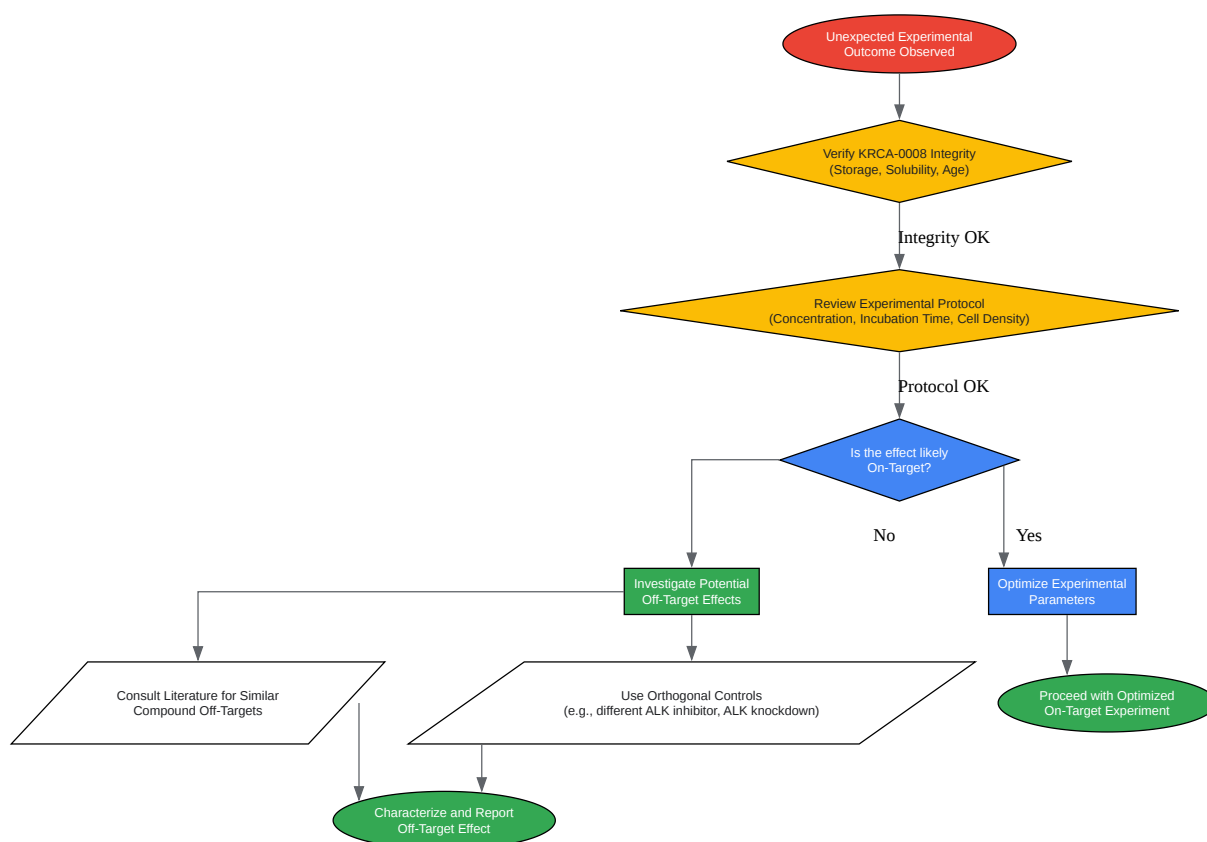 Unexpected Experimental
Outcome Observed
Verify KRCA-0008 Integrity
(Storage, Solubility, Age)
Integrity OK
Review Experimental Protocol
(Concentration, Incubation Time, Cell Density)
Protocol OK
Is the effect likely
On-Target?
No
Yes
Investigate Potential
Off-Target Effects
Optimize Experimental
Parameters
Consult Literature for Similar
Compound Off-Targets
Use Orthogonal Controls
(e.g., different ALK inhibitor, ALK knockdown)
Proceed with Optimized
On-Target Experiment
Characterize and Report
Off-Target Effect